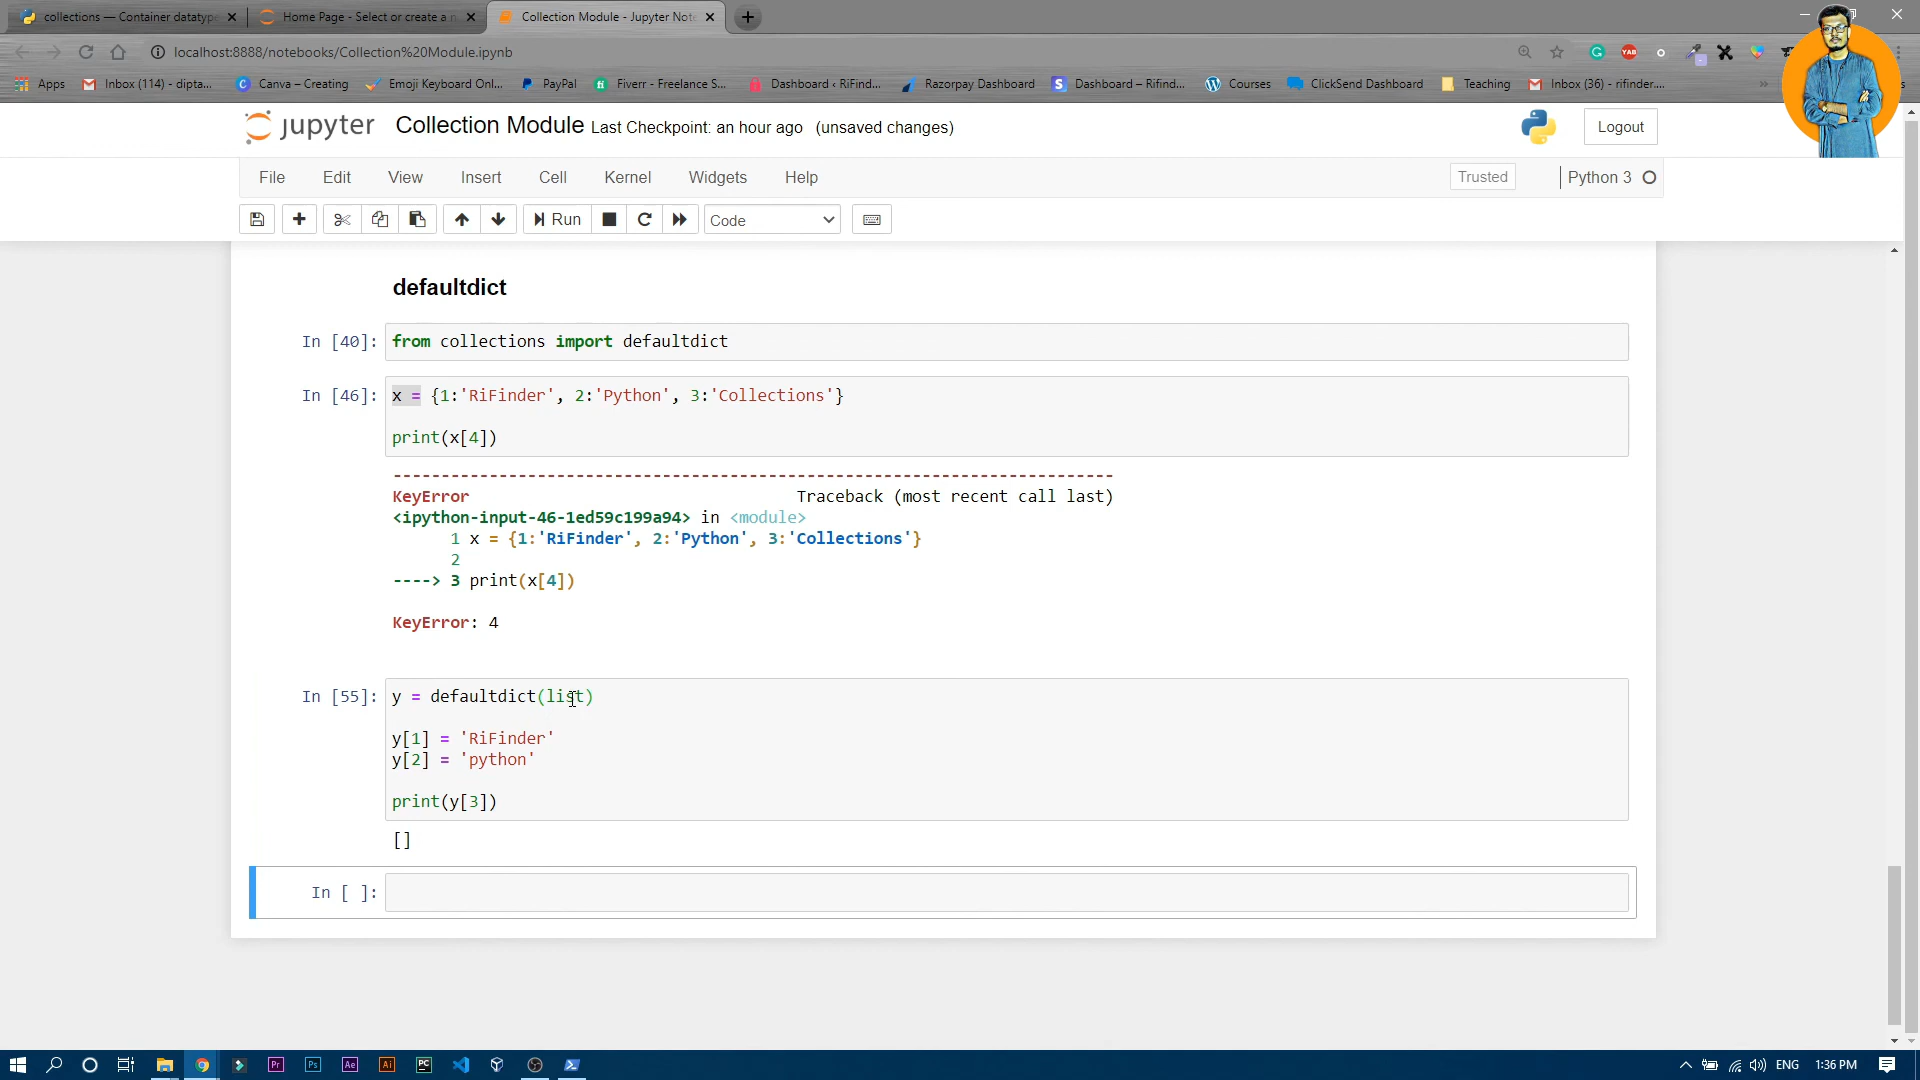 collections — Container datatype
Home Page - Select or create a n
Collection Module - Jupyter Note
localhost:8888/notebooks/Collection%20Module.ipynb
Apps
Inbox (114) - dipta...
Canva – Creating
Emoji Keyboard Onl...
PayPal
Fiverr - Freelance S...
Dashboard ‹ RiFind...
Razorpay Dashboard
Dashboard – Rifind...
Courses
ClickSend Dashboard
Teaching
Inbox (36) - rifinder....
jupyter Collection Module Last Checkpoint: an hour ago (unsaved changes)
Logout
File Edit View Insert Cell Kernel Widgets Help
Trusted
Python 3
Run
Code
defaultdict
In [40]: from collections import defaultdict
In [46]: x = {1:'RiFinder', 2:'Python', 3:'Collections'}
print(x[4])
---------------------------------------------------------------------------
KeyError Traceback (most recent call last)
<ipython-input-46-1ed59c199a94> in <module>
1 x = {1:'RiFinder', 2:'Python', 3:'Collections'}
2
----> 3 print(x[4])
KeyError: 4
In [55]: y = defaultdict(list)
y[1] = 'RiFinder'
y[2] = 'python'
print(y[3])
[]
In [ ]:
Pr
Ps
Ae
Ai
PC
ENG
1:36 PM